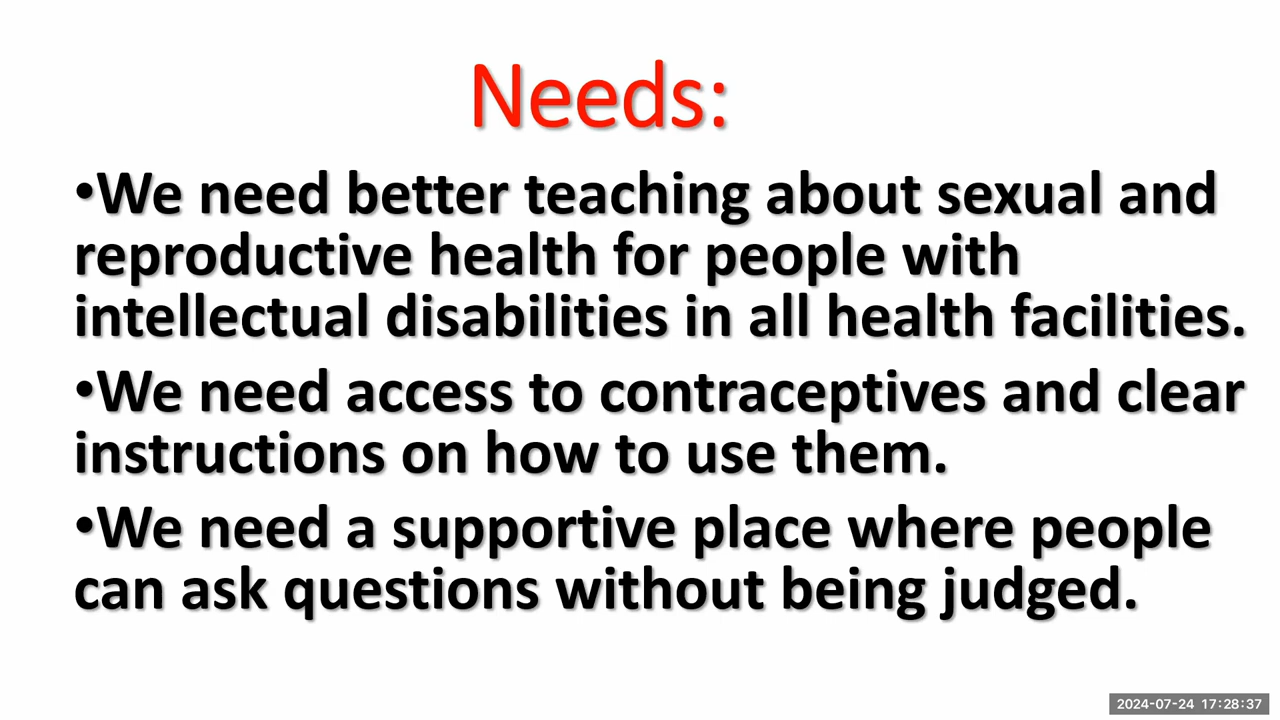 Needs:
•We need better teaching about sexual and
reproductive health for people with
intellectual disabilities in all health facilities.
•We need access to contraceptives and clear
instructions on how to use them.
•We need a supportive place where people
can ask questions without being judged.
2024-07-24 17:28:37